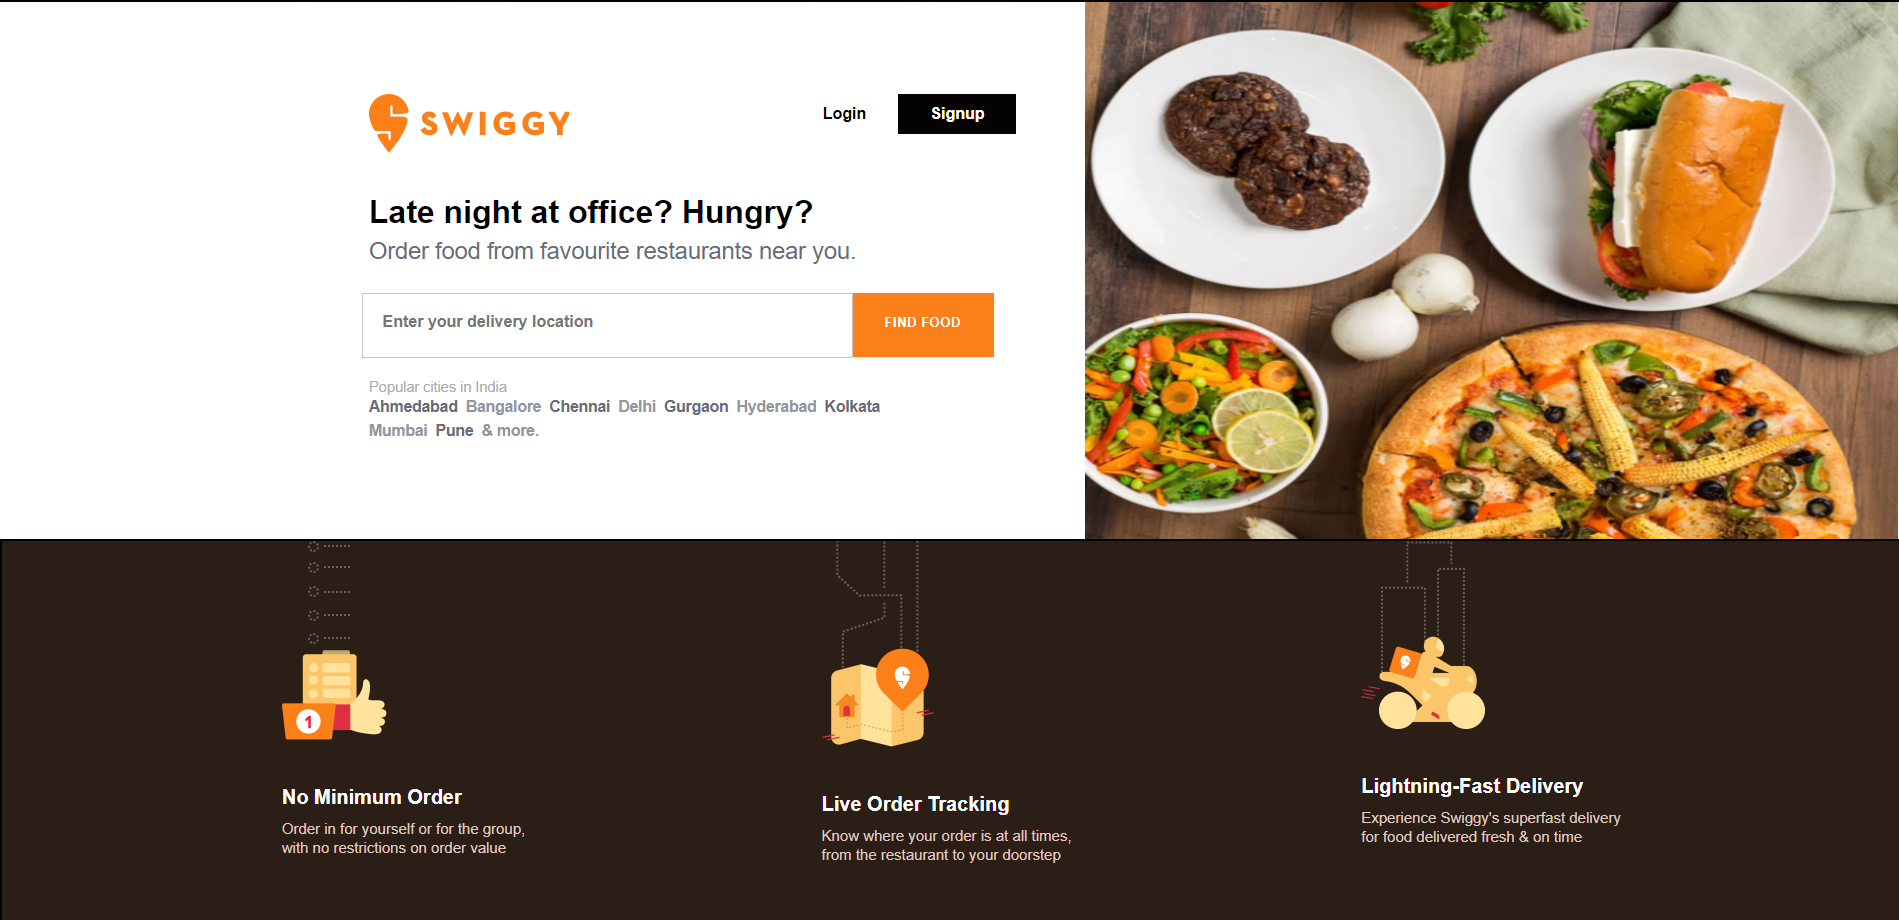 SWIGGY
Login
Signup
Late night at office? Hungry?
Order food from favourite restaurants near you.
Enter your delivery location
FIND FOOD
Popular cities in India
Ahmedabad Bangalore Chennai Delhi Gurgaon Hyderabad Kolkata
Mumbai Pune & more.
1
No Minimum Order
Order in for yourself or for the group,
with no restrictions on order value
Live Order Tracking
Know where your order is at all times,
from the restaurant to your doorstep
Lightning-Fast Delivery
Experience Swiggy's superfast delivery
for food delivered fresh & on time